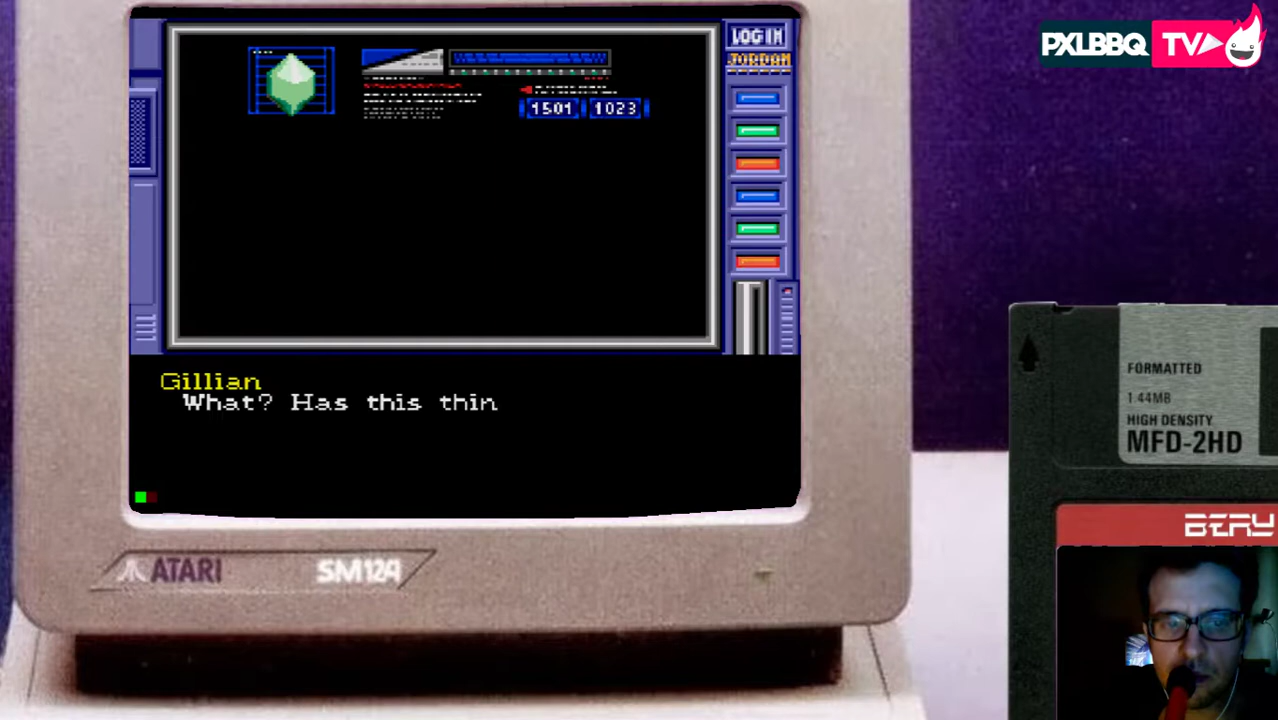 PXLBBQ TV
LOG IN
JORDAN
1501 1023
Gillian
What? Has this thin
ATARI SM124
FORMATTED
1.44MB
HIGH DENSITY
MFD-2HD
BERY